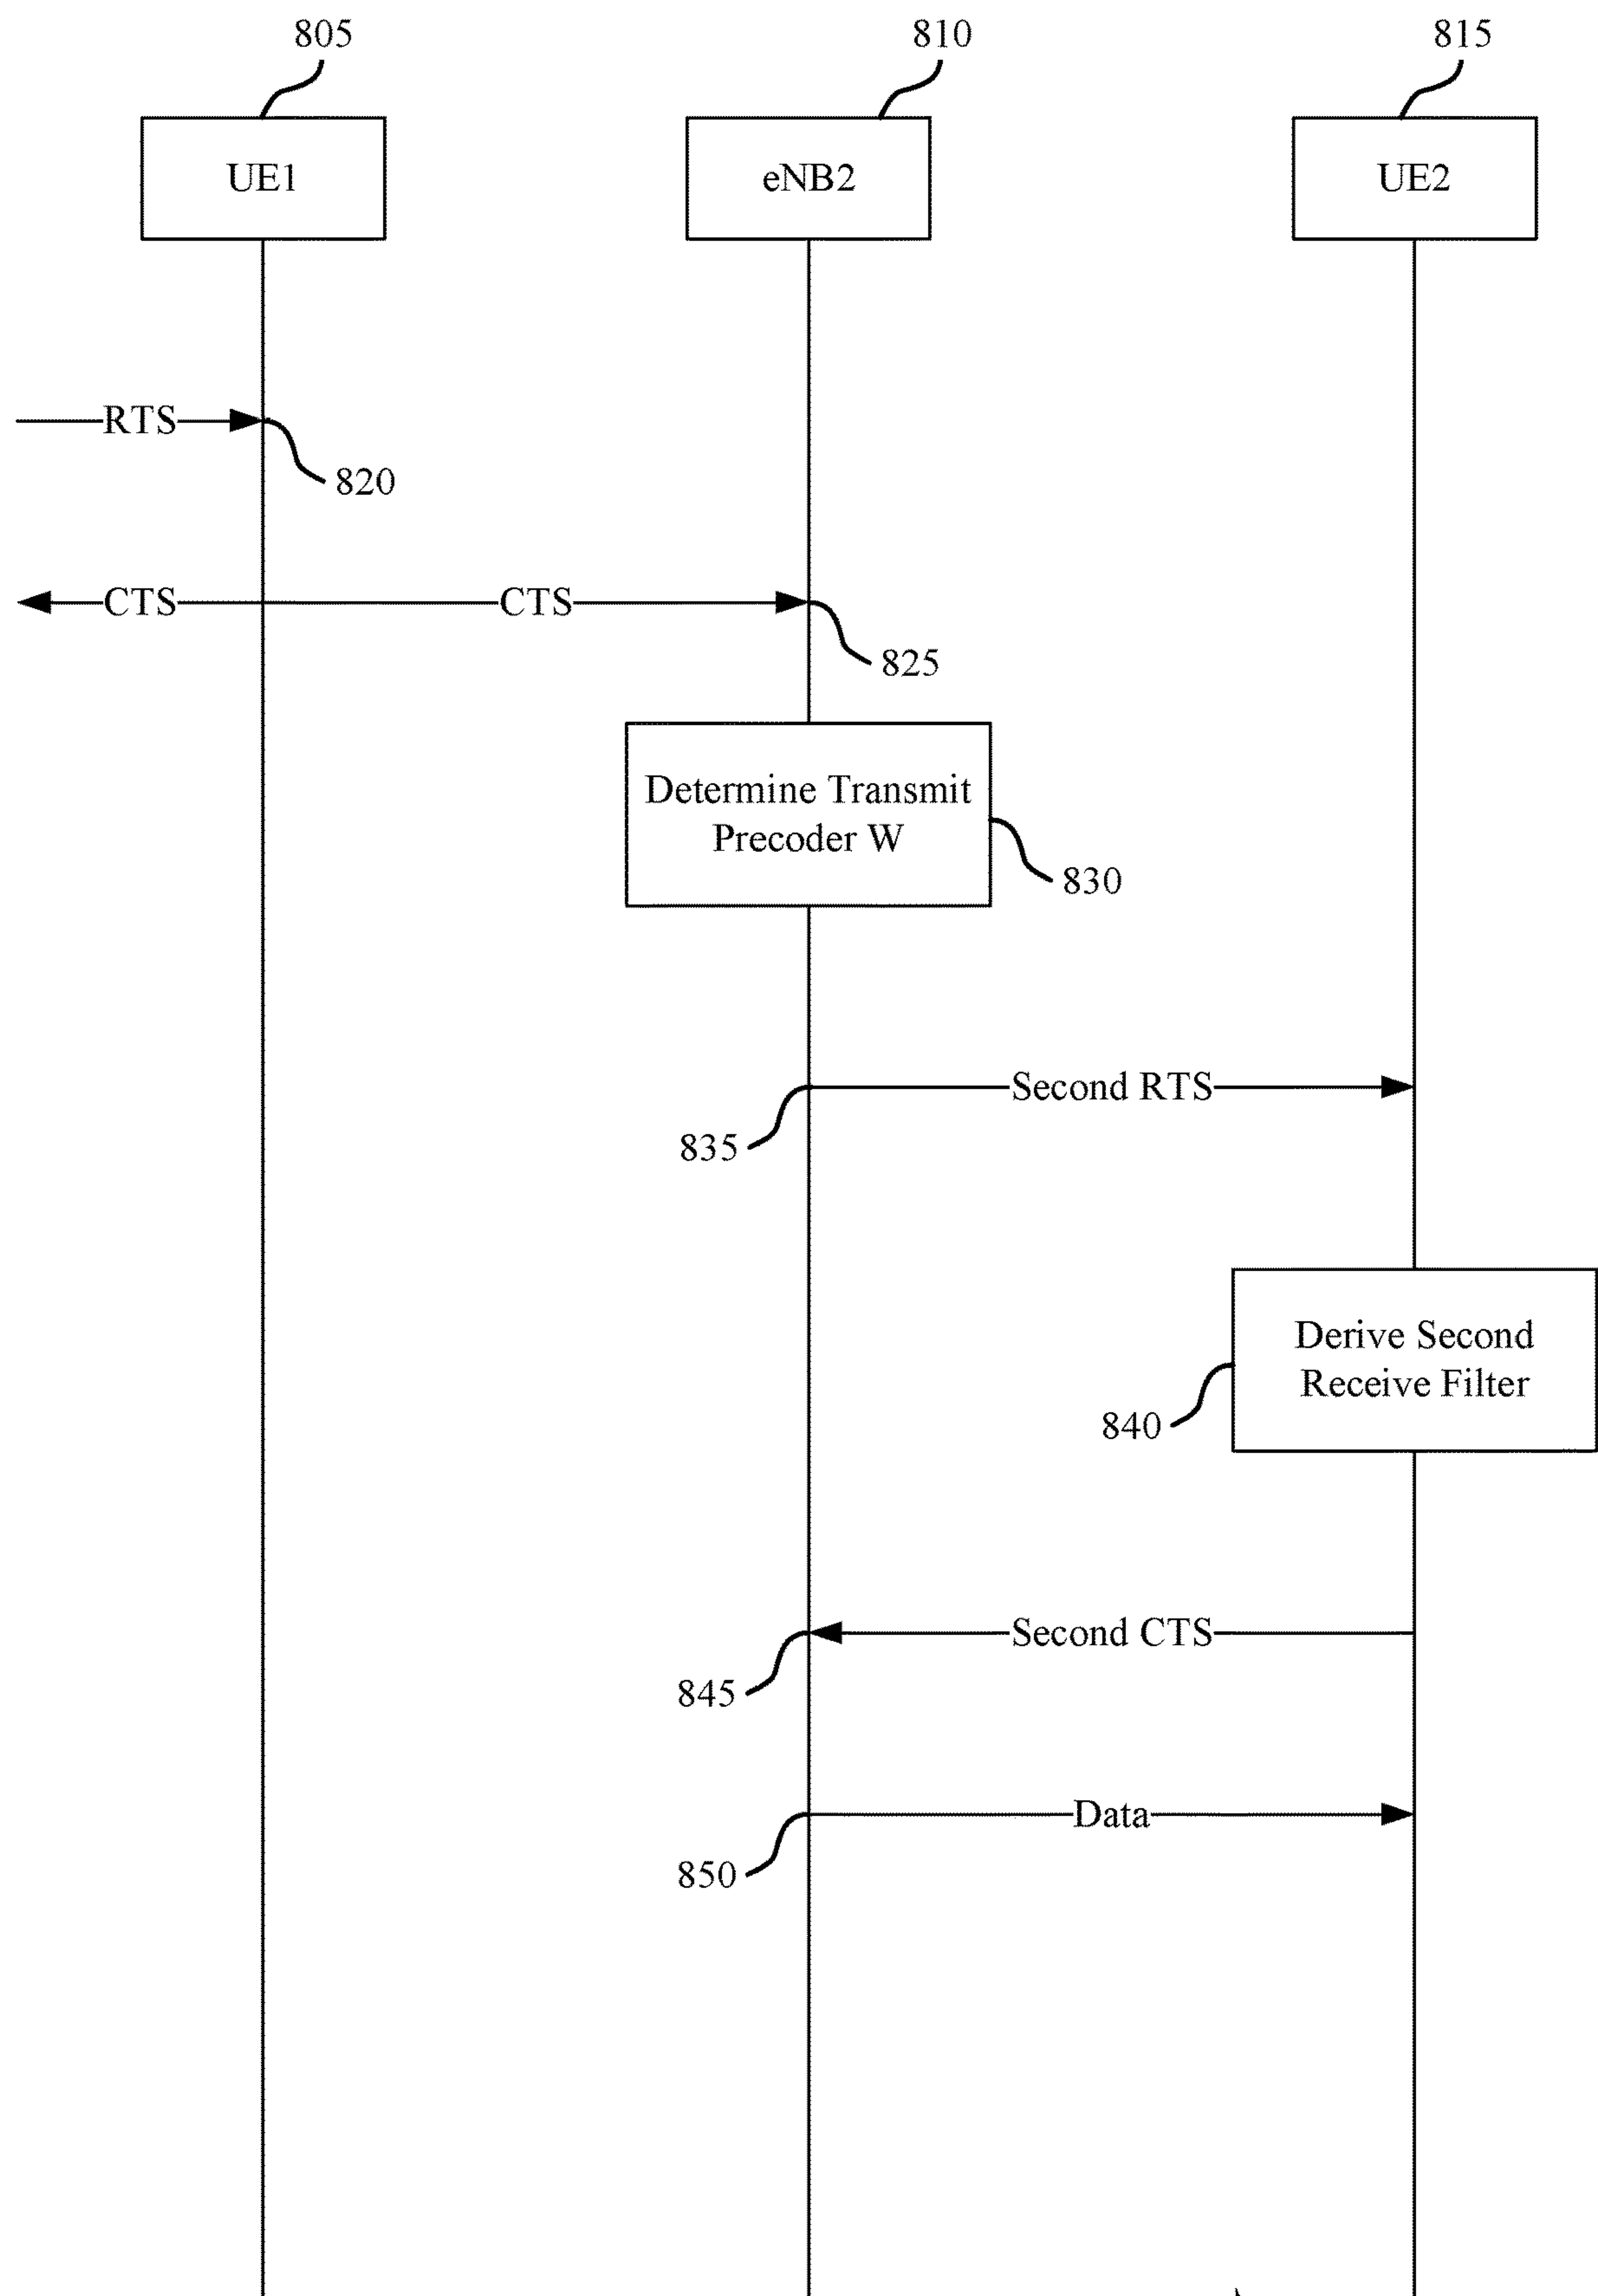 805
810
815
UE1
eNB2
UE2
RTS
820
CTS
CTS
825
Determine Transmit
Precoder W
830
Second RTS
835
Derive Second
Receive Filter
840
Second CTS
845
Data
850